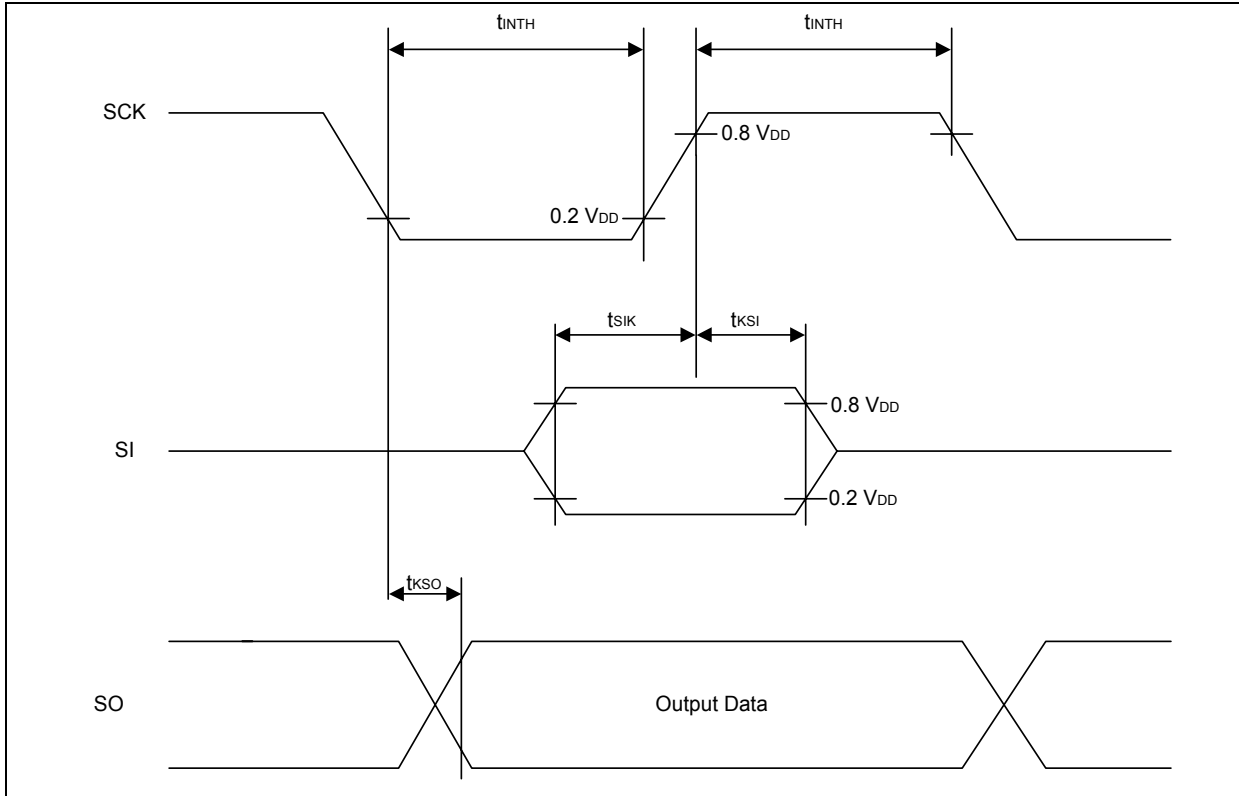 tINTH
tINTH
SCK
0.8 VDD
0.2 VDD
tSIK
tKSI
0.8 VDD
SI
0.2 VDD
tKSO
SO
Output Data